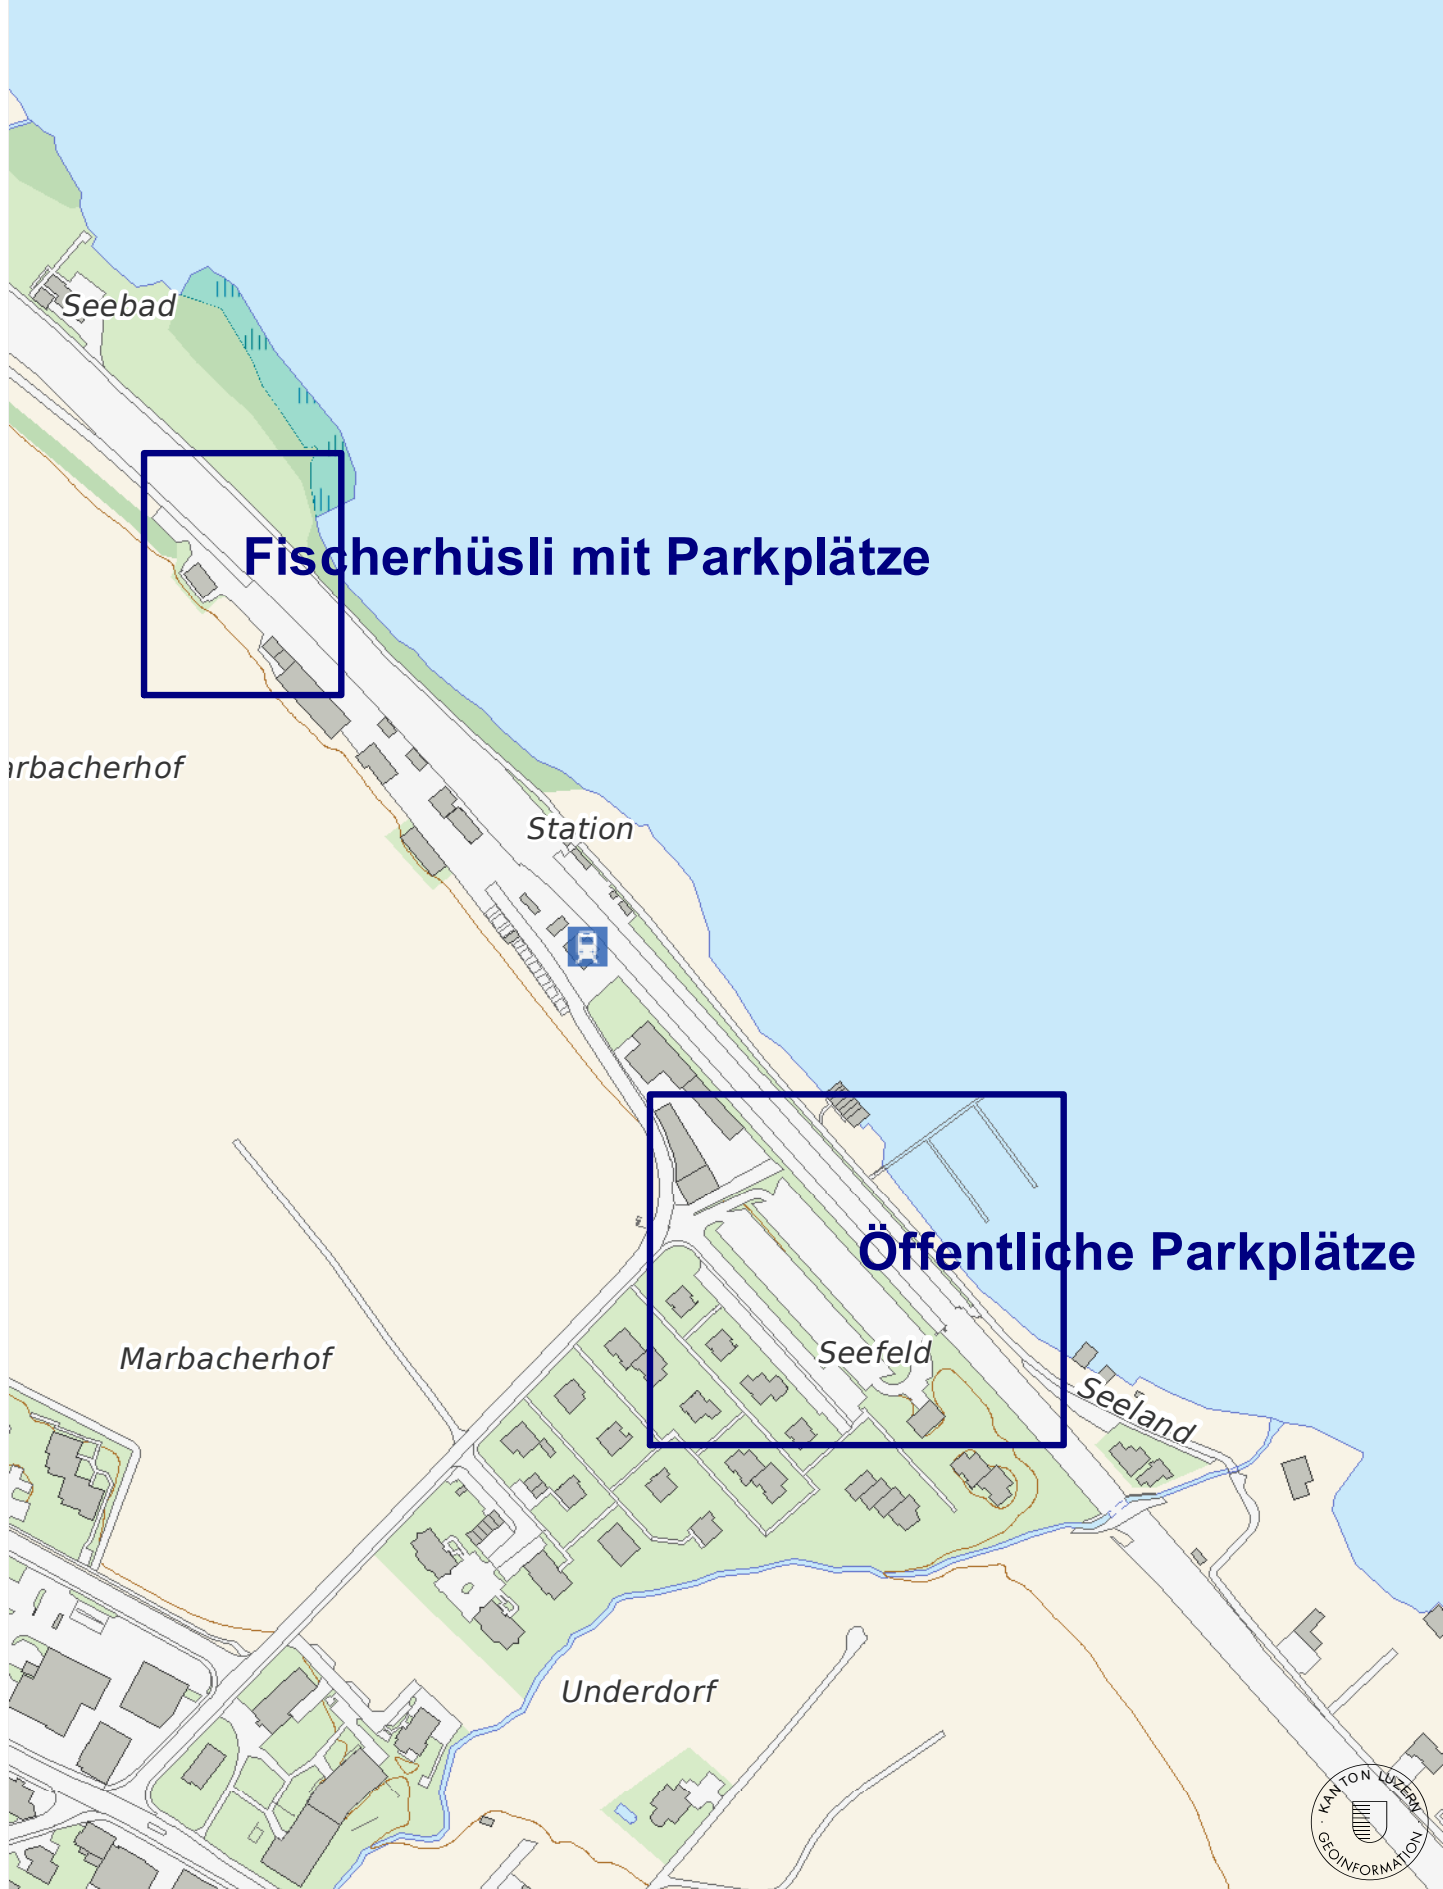 Seebad
Fischerhüsli mit Parkplätze
arbacherhof
Station
Öffentliche Parkplätze
Marbacherhof
Seefeld
Seeland
Underdorf
KANTON LUZERN
GEOINFORMATION